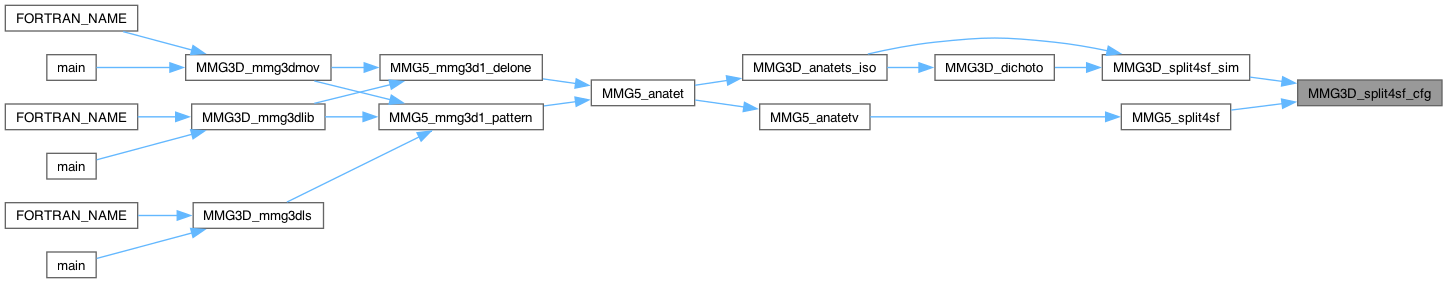 FORTRAN_NAME
main
FORTRAN_NAME
main
FORTRAN_NAME
main
MMG3D_mmg3dmov
MMG3D_mmg3dlib
MMG3D_mmg3dls
MMG5_mmg3d1_delone
MMG5_mmg3d1_pattern
MMG5_anatet
MMG3D_anatets_iso
MMG5_anatetv
MMG3D_dichoto
MMG3D_split4sf_sim
MMG5_split4sf
MMG3D_split4sf_cfg